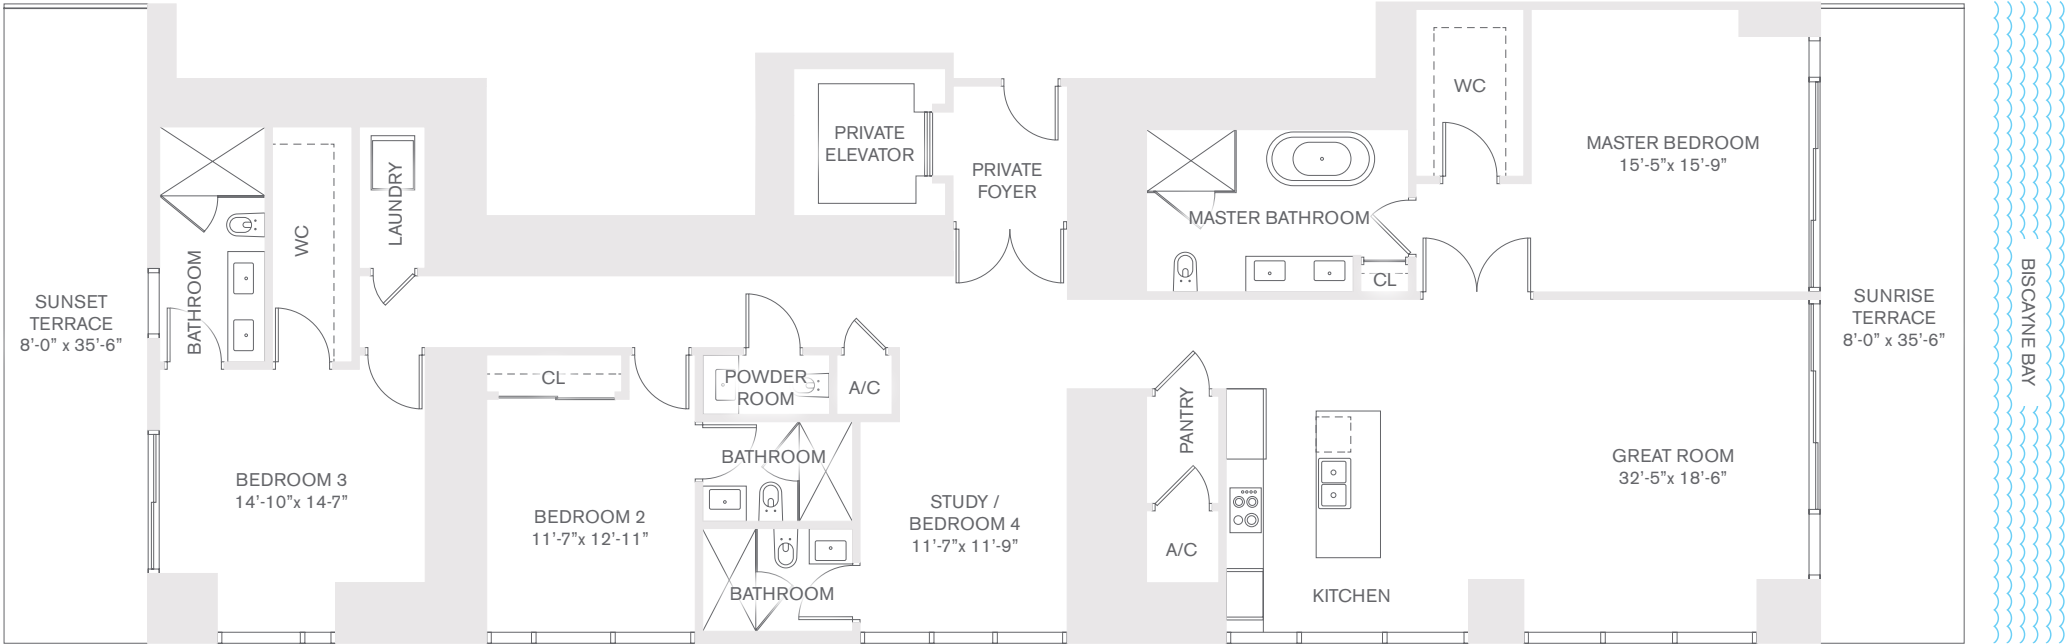 SUNSET
TERRACE
8'-0" x 35'-6"
BATHROOM
WC
LAUNDRY
BEDROOM 3
14'-10"x 14-7"
CL
BEDROOM 2
11'-7"x 12'-11"
POWDER
ROOM
A/C
BATHROOM
BATHROOM
STUDY /
BEDROOM 4
11'-7"x 11'-9"
PRIVATE
ELEVATOR
PRIVATE
FOYER
MASTER BATHROOM
CL
WC
MASTER BEDROOM
15'-5"x 15'-9"
PANTRY
A/C
KITCHEN
GREAT ROOM
32'-5"x 18'-6"
SUNRISE
TERRACE
8'-0" x 35'-6"
BISCAYNE BAY